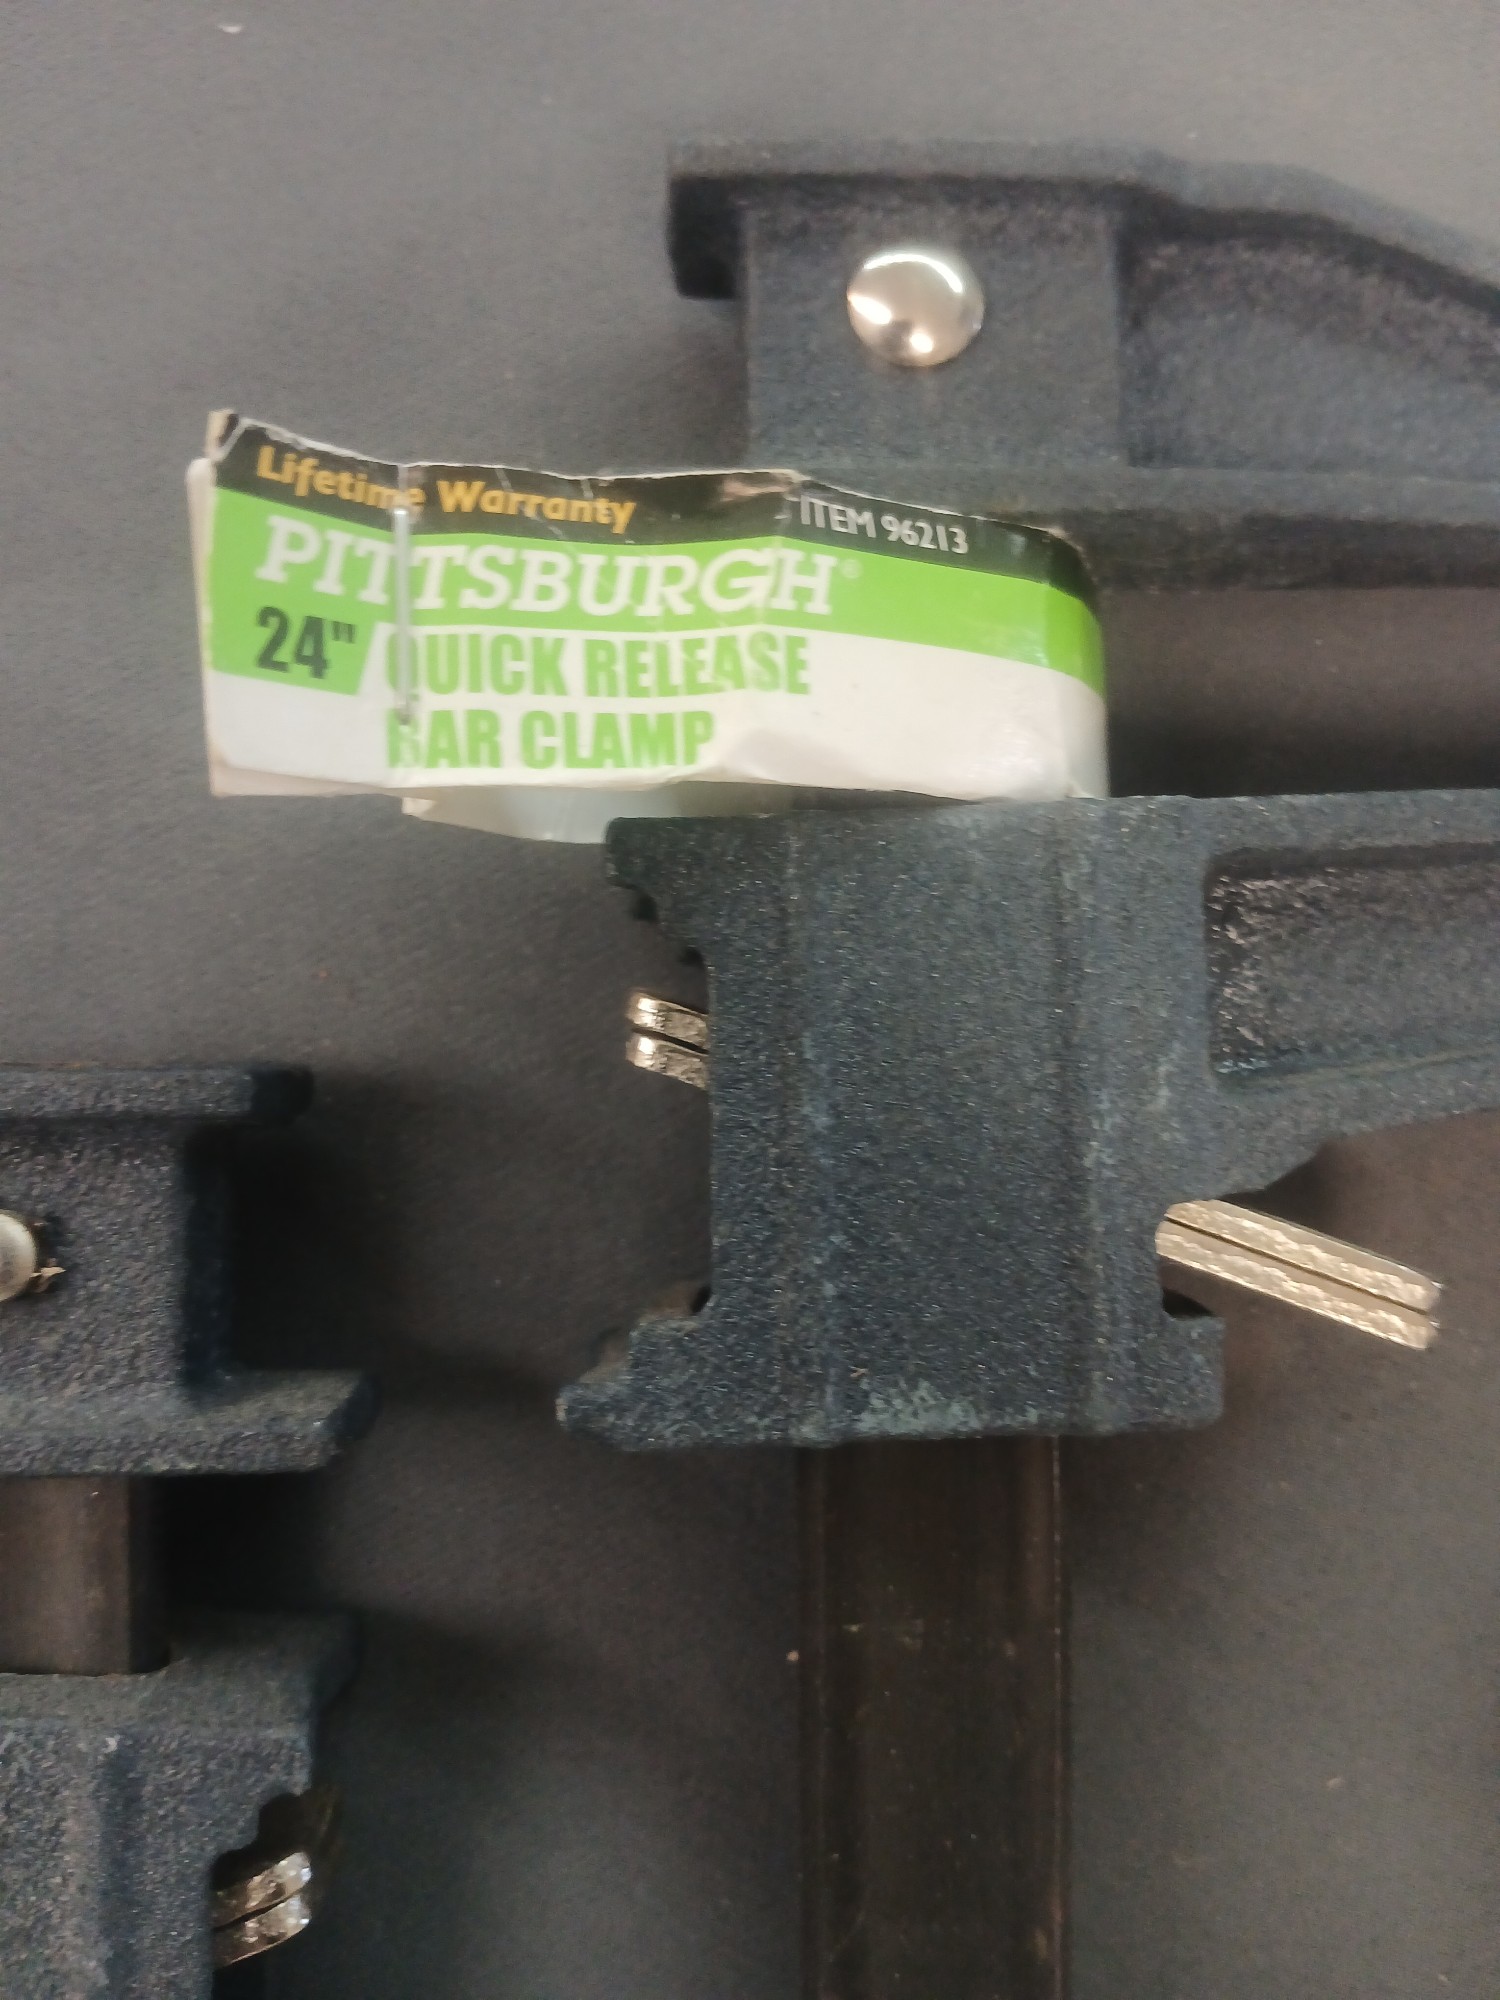 Lifetime Warranty
ITEM 96213
PITTSBURGH®
24" QUICK RELEASE
BAR CLAMP